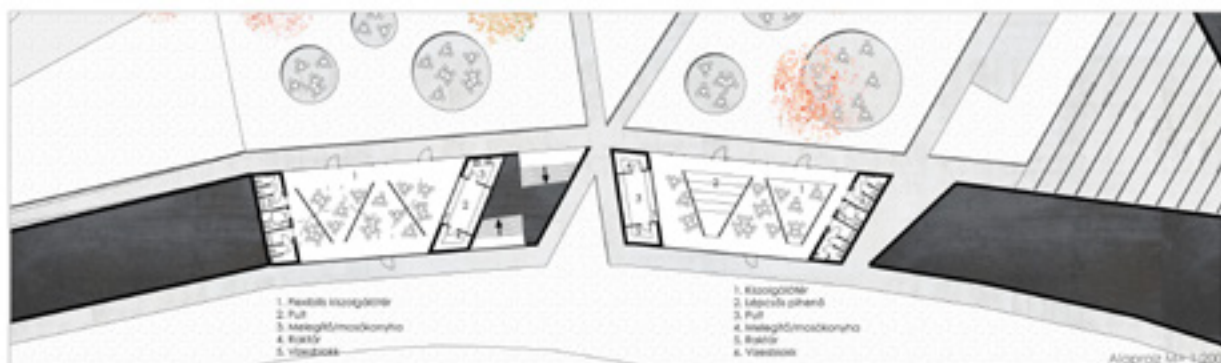 1. Flexibilis kiszolgálótér
2. Pult
3. Melegítő/mosókonyha
4. Raktár
5. Vizesblokk
1. Kiszolgálótér
2. Lépcsős pihenő
3. Pult
4. Melegítő/mosókonyha
5. Raktár
6. Vizesblokk
Alaprajz